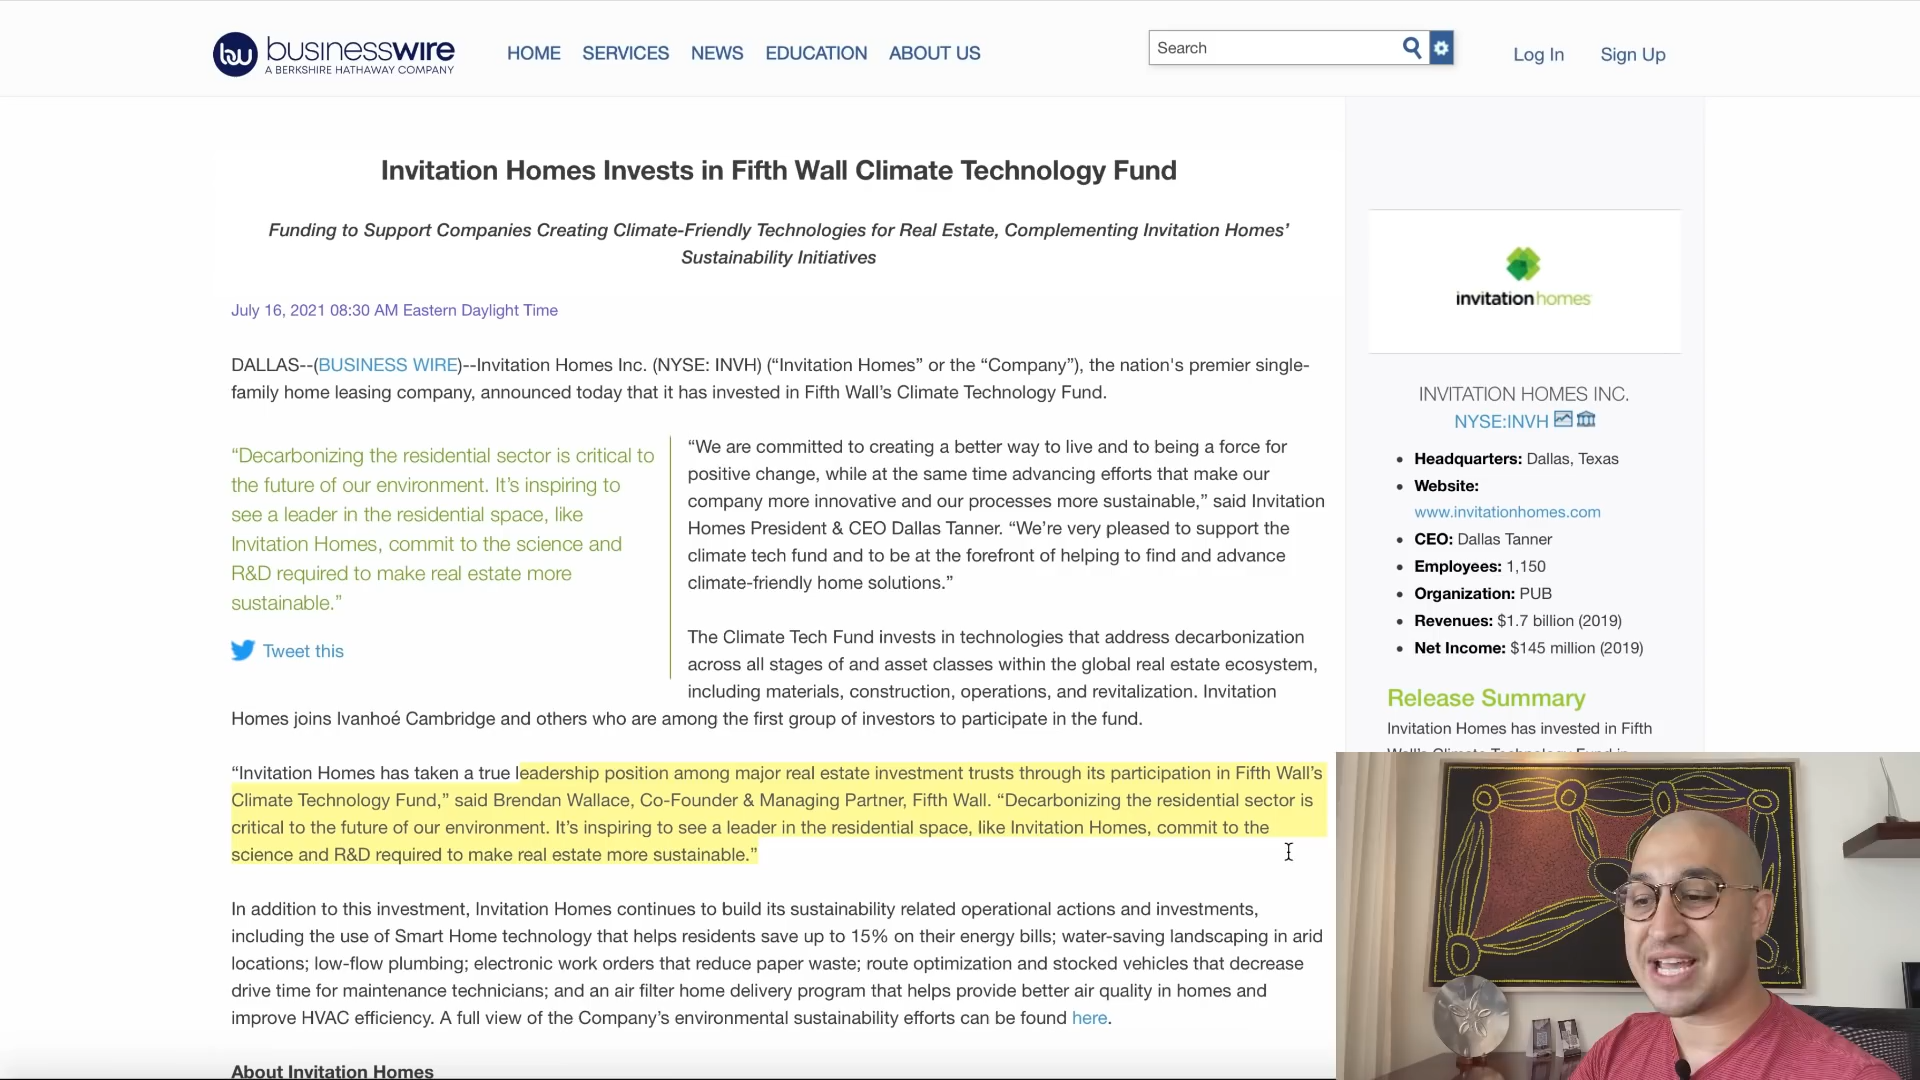 businesswire
A BERKSHIRE HATHAWAY COMPANY
HOME SERVICES NEWS EDUCATION ABOUT US
Search
Log In Sign Up
Invitation Homes Invests in Fifth Wall Climate Technology Fund
Funding to Support Companies Creating Climate-Friendly Technologies for Real Estate, Complementing Invitation Homes’
Sustainability Initiatives
July 16, 2021 08:30 AM Eastern Daylight Time
DALLAS--(BUSINESS WIRE)--Invitation Homes Inc. (NYSE: INVH) (“Invitation Homes” or the “Company”), the nation's premier single-
family home leasing company, announced today that it has invested in Fifth Wall’s Climate Technology Fund.
“Decarbonizing the residential sector is critical to
the future of our environment. It’s inspiring to
see a leader in the residential space, like
Invitation Homes, commit to the science and
R&D required to make real estate more
sustainable.”
Tweet this
“We are committed to creating a better way to live and to being a force for
positive change, while at the same time advancing efforts that make our
company more innovative and our processes more sustainable,” said Invitation
Homes President & CEO Dallas Tanner. “We’re very pleased to support the
climate tech fund and to be at the forefront of helping to find and advance
climate-friendly home solutions.”
The Climate Tech Fund invests in technologies that address decarbonization
across all stages of and asset classes within the global real estate ecosystem,
including materials, construction, operations, and revitalization. Invitation
Homes joins Ivanhoé Cambridge and others who are among the first group of investors to participate in the fund.
“Invitation Homes has taken a true leadership position among major real estate investment trusts through its participation in Fifth Wall’s
Climate Technology Fund,” said Brendan Wallace, Co-Founder & Managing Partner, Fifth Wall. “Decarbonizing the residential sector is
critical to the future of our environment. It’s inspiring to see a leader in the residential space, like Invitation Homes, commit to the
science and R&D required to make real estate more sustainable.”
In addition to this investment, Invitation Homes continues to build its sustainability related operational actions and investments,
including the use of Smart Home technology that helps residents save up to 15% on their energy bills; water-saving landscaping in arid
locations; low-flow plumbing; electronic work orders that reduce paper waste; route optimization and stocked vehicles that decrease
drive time for maintenance technicians; and an air filter home delivery program that helps provide better air quality in homes and
improve HVAC efficiency. A full view of the Company’s environmental sustainability efforts can be found here.
About Invitation Homes
invitationhomes
INVITATION HOMES INC.
NYSE:INVH
Headquarters: Dallas, Texas
Website:
www.invitationhomes.com
CEO: Dallas Tanner
Employees: 1,150
Organization: PUB
Revenues: $1.7 billion (2019)
Net Income: $145 million (2019)
Release Summary
Invitation Homes has invested in Fifth